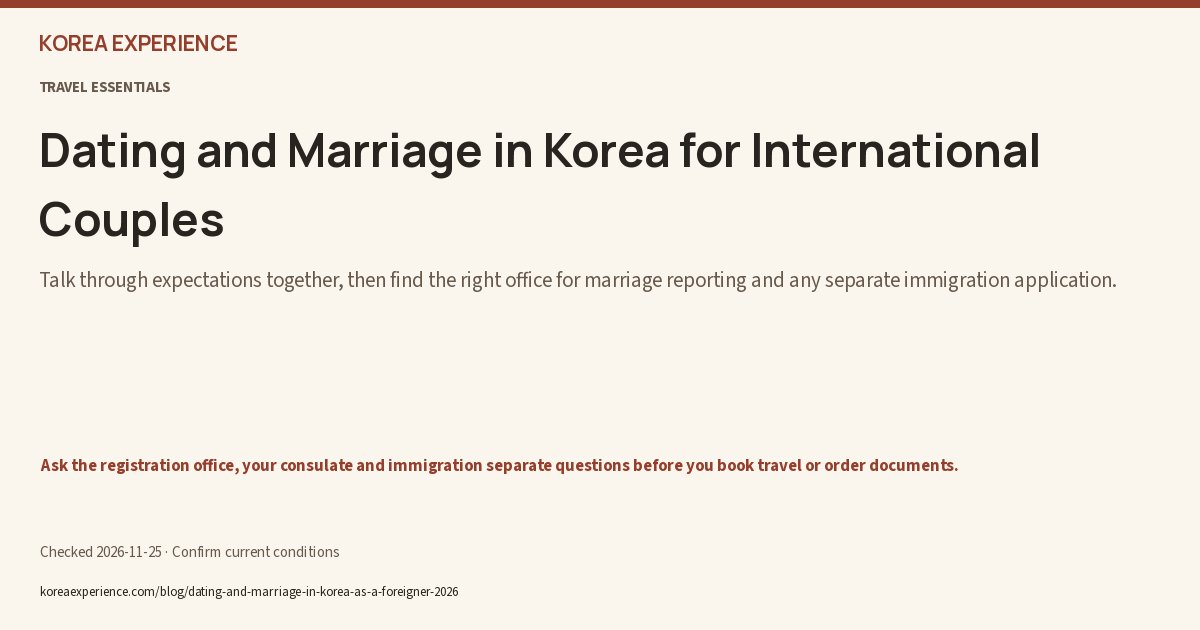 KOREA EXPERIENCE
TRAVEL ESSENTIALS
Dating and Marriage in Korea for International
Couples
Talk through expectations together, then find the right office for marriage reporting and any separate immigration application.
Ask the registration office, your consulate and immigration separate questions before you book travel or order documents.
Checked 2026-11-25 · Confirm current conditions
koreaexperience.com/blog/dating-and-marriage-in-korea-as-a-foreigner-2026